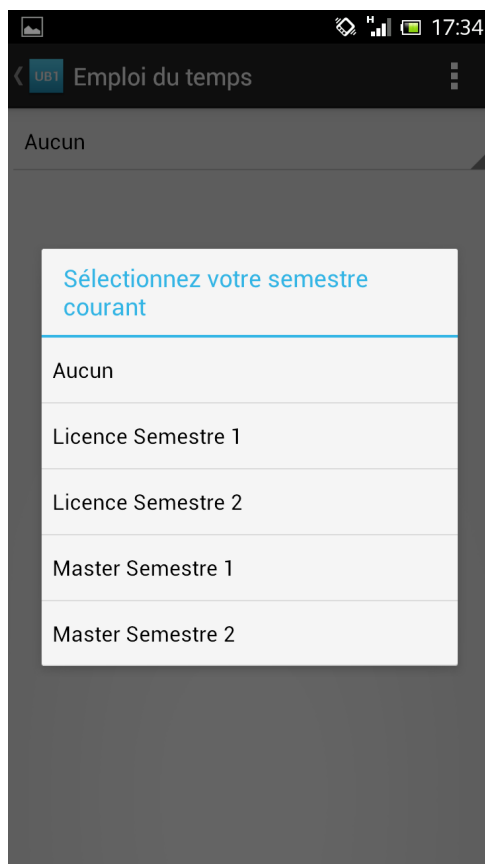 H 17:34
UB1 Emploi du temps
Aucun
Sélectionnez votre semestre
courant
Aucun
Licence Semestre 1
Licence Semestre 2
Master Semestre 1
Master Semestre 2